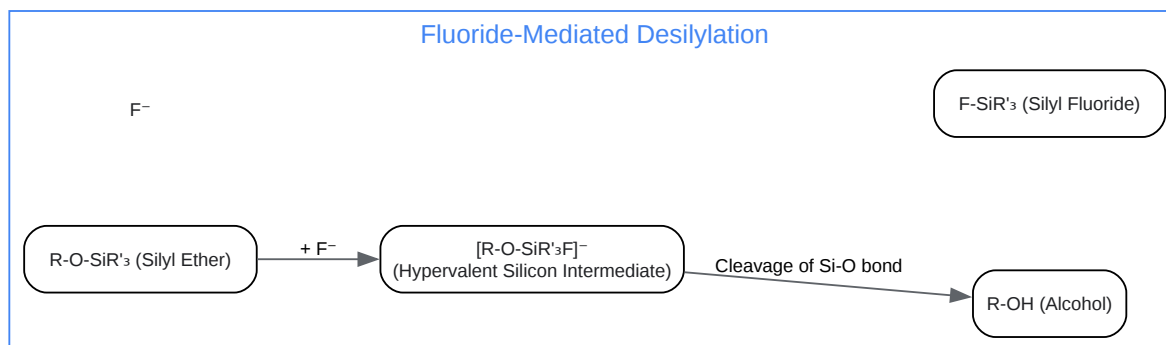 Fluoride-Mediated Desilylation
F⁻
F-SiR'₃ (Silyl Fluoride)
R-O-SiR'₃ (Silyl Ether)
+ F⁻
[R-O-SiR'₃F]⁻
(Hypervalent Silicon Intermediate)
Cleavage of Si-O bond
R-OH (Alcohol)